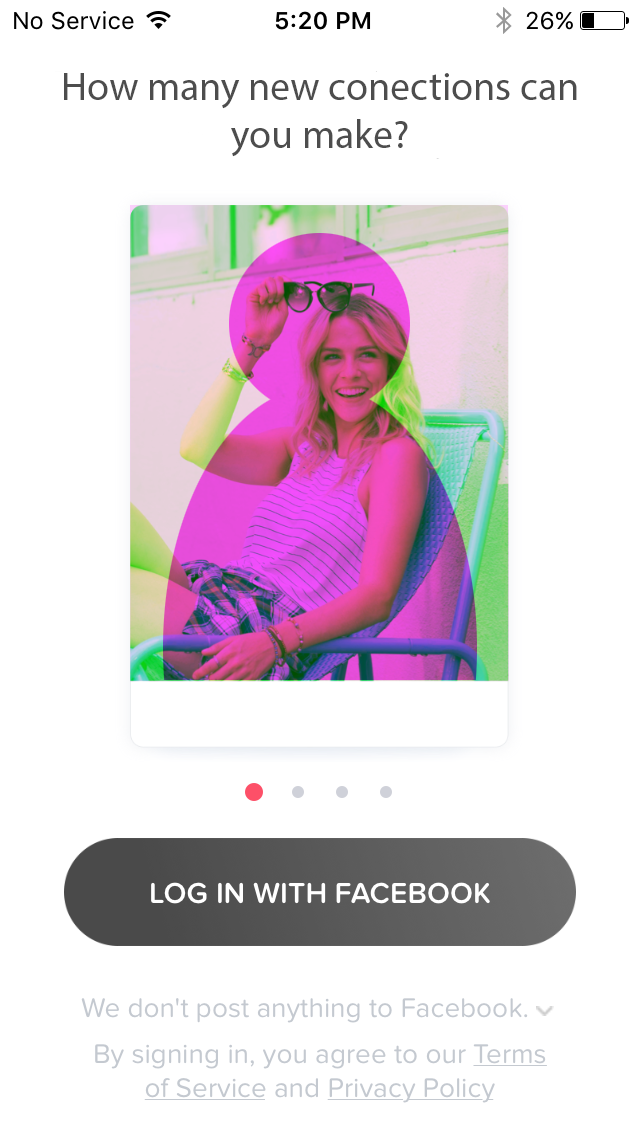 No Service 5:20 PM 26%
How many new conections can
you make?
LOG IN WITH FACEBOOK
We don't post anything to Facebook.
By signing in, you agree to our Terms
of Service and Privacy Policy